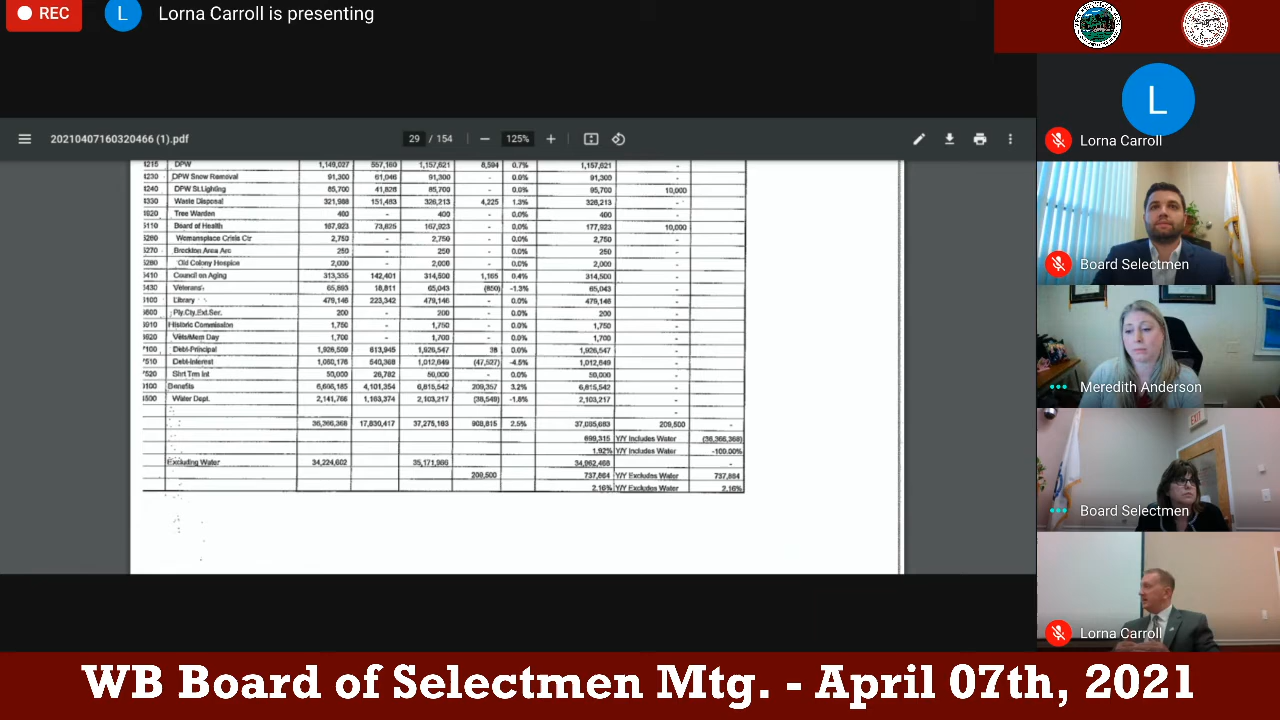 REC
L
Lorna Carroll is presenting
20210407160320466 (1).pdf
29 / 154
125%
L
Lorna Carroll
Board Selectmen
Meredith Anderson
Board Selectmen
EXIT
Lorna Carroll
DPW 1,149,027 557,160 1,157,621 8,594 0.7% 1,157,621 -
DPW Snow Removal 91,300 61,046 91,300 - 0.0% 91,300 -
DPW St.Lighting 85,700 41,828 85,700 - 0.0% 95,700 10,000
Waste Disposal 321,988 151,483 326,213 4,225 1.3% 326,213 -
Tree Warden 400 - 400 - 0.0% 400 -
Board of Health 167,923 73,825 167,923 - 0.0% 177,923 10,000
Womansplace Crisis Ctr 2,750 - 2,750 - 0.0% 2,750 -
Brockton Area Arc 250 - 250 - 0.0% 250 -
Old Colony Hospice 2,000 - 2,000 - 0.0% 2,000 -
Council on Aging 313,335 142,401 314,500 1,165 0.4% 314,500 -
Veterans 65,893 18,811 65,043 (850) -1.3% 65,043 -
Library 479,146 223,342 479,146 - 0.0% 479,146 -
Ply.Cty.Ext.Ser. 200 - 200 - 0.0% 200 -
Historic Commission 1,750 - 1,750 - 0.0% 1,750 -
Vets/Mem Day 1,700 - 1,700 - 0.0% 1,700 -
Debt-Principal 1,926,509 613,945 1,926,547 38 0.0% 1,926,547 -
Debt-Interest 1,060,176 540,368 1,012,649 (47,527) -4.5% 1,012,649 -
Shrt Trm Int 50,000 26,782 50,000 - 0.0% 50,000 -
Benefits 6,606,185 4,101,354 6,815,542 209,357 3.2% 6,815,542 -
Water Dept. 2,141,766 1,163,374 2,103,217 (38,549) -1.8% 2,103,217 -
36,366,368 17,830,417 37,275,183 908,815 2.5% 37,065,683 209,500 -
699,315 Y/Y Includes Water (36,366,368)
1.92% Y/Y Includes Water -100.00%
Excluding Water 34,224,602 35,171,966 34,962,466 -
209,500 737,864 Y/Y Excludes Water 737,864
2.16% Y/Y Excludes Water 2.16%
WB Board of Selectmen Mtg. - April 07th, 2021